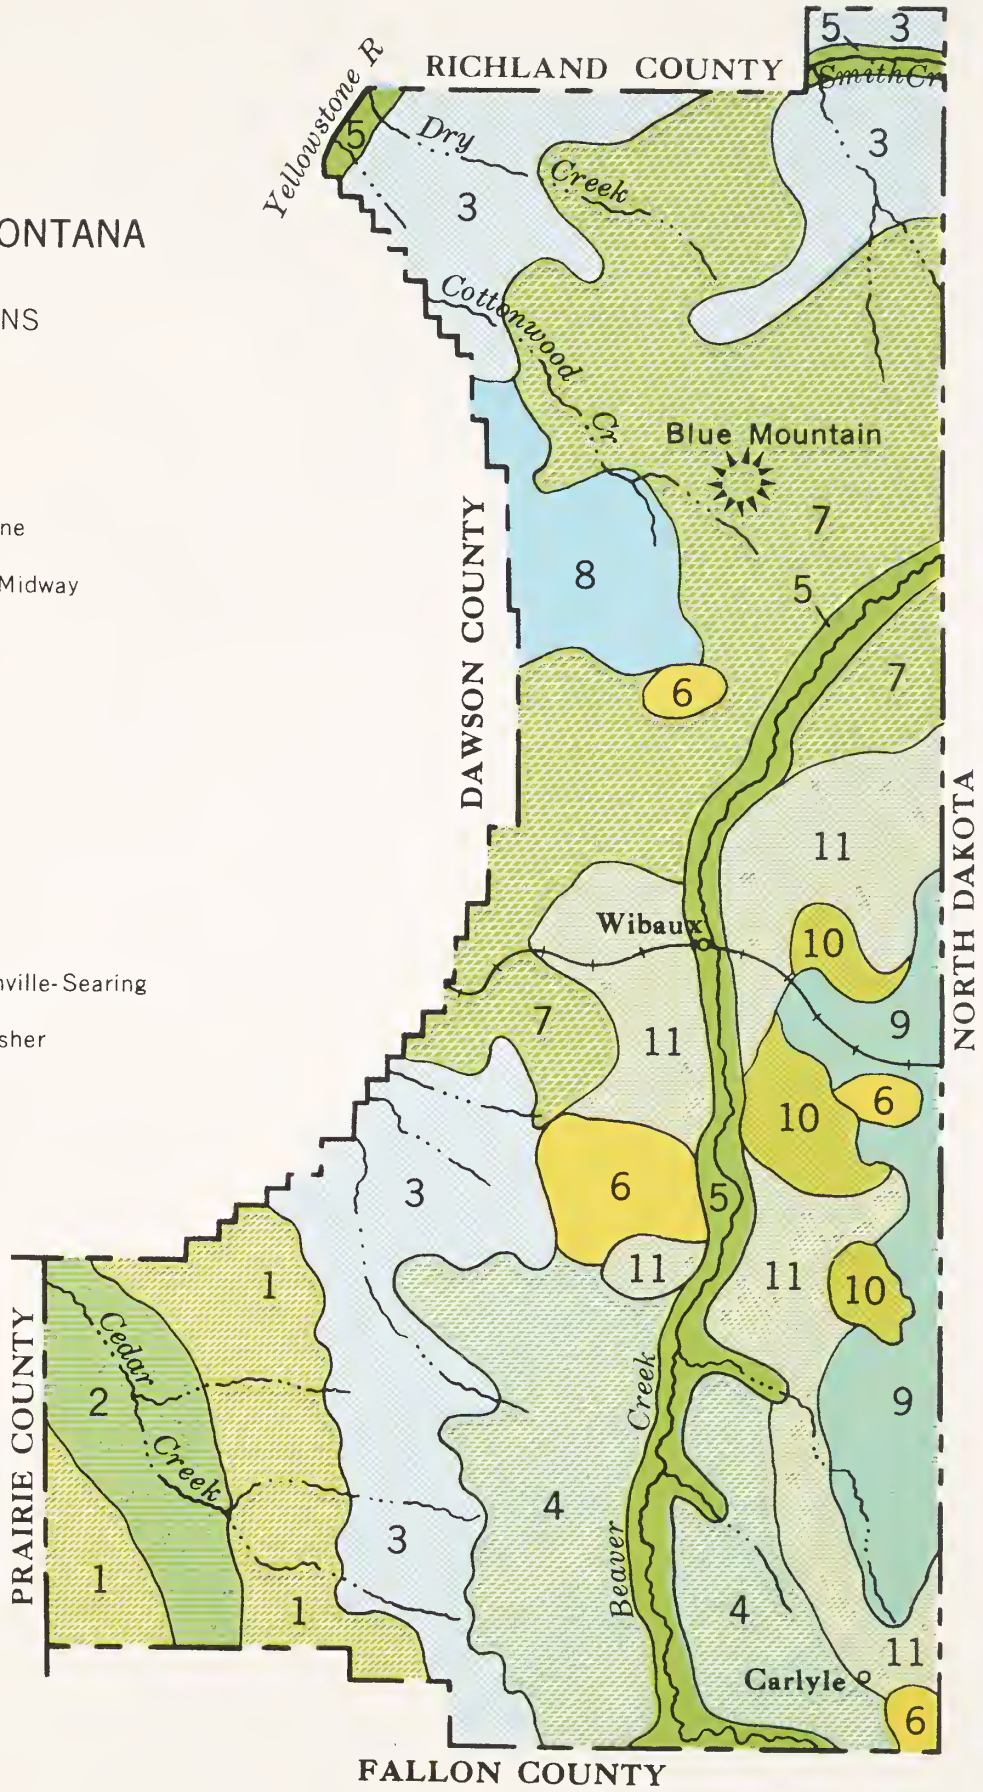 5 3
Smith Cr
RICHLAND COUNTY
Yellowstone R
5
Dry
Creek
3
3
ONTANA
NS
Cottonwood
Cr
Blue Mountain
7
ne
Midway
DAWSON COUNTY
8
5
7
6
11
NORTH DAKOTA
Wibaux
10
nville-Searing
9
sher
7
11
6
10
3
6
5
11
11
10
1
PRAIRIE COUNTY
Cedar
Creek
2
9
Beaver Creek
4
3
1
1
4
11
Carlyle
6
FALLON COUNTY